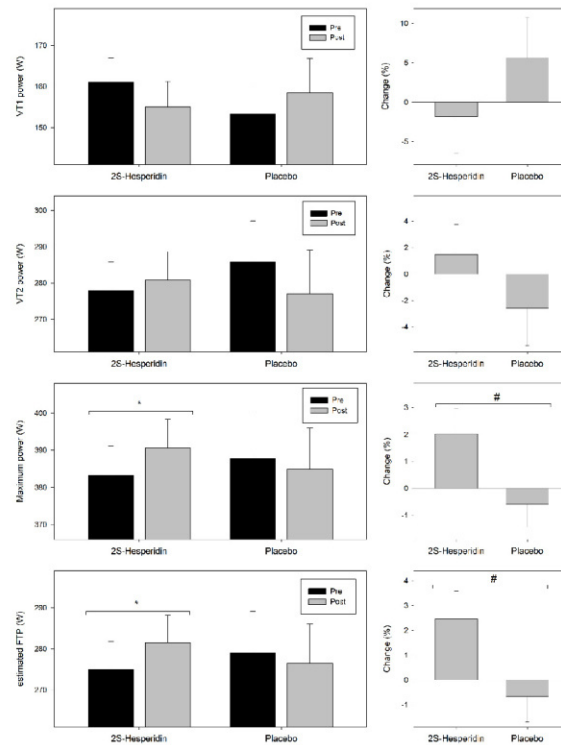 VT1 power (W)
170
160
150
Pre
Post
2S-Hesperidin Placebo
Change (%)
10
5
0
-5
2S-Hesperidin Placebo
VT2 power (W)
300
290
280
270
Pre
Post
2S-Hesperidin Placebo
Change (%)
4
2
0
-2
-4
2S-Hesperidin Placebo
Maximum power (W)
400
390
380
370
*
Pre
Post
2S-Hesperidin Placebo
Change (%)
3
2
1
0
-1
#
2S-Hesperidin Placebo
estimated FTP (W)
290
280
270
*
Pre
Post
2S-Hesperidin Placebo
Change (%)
4
3
2
1
0
-1
#
2S-Hesperidin Placebo